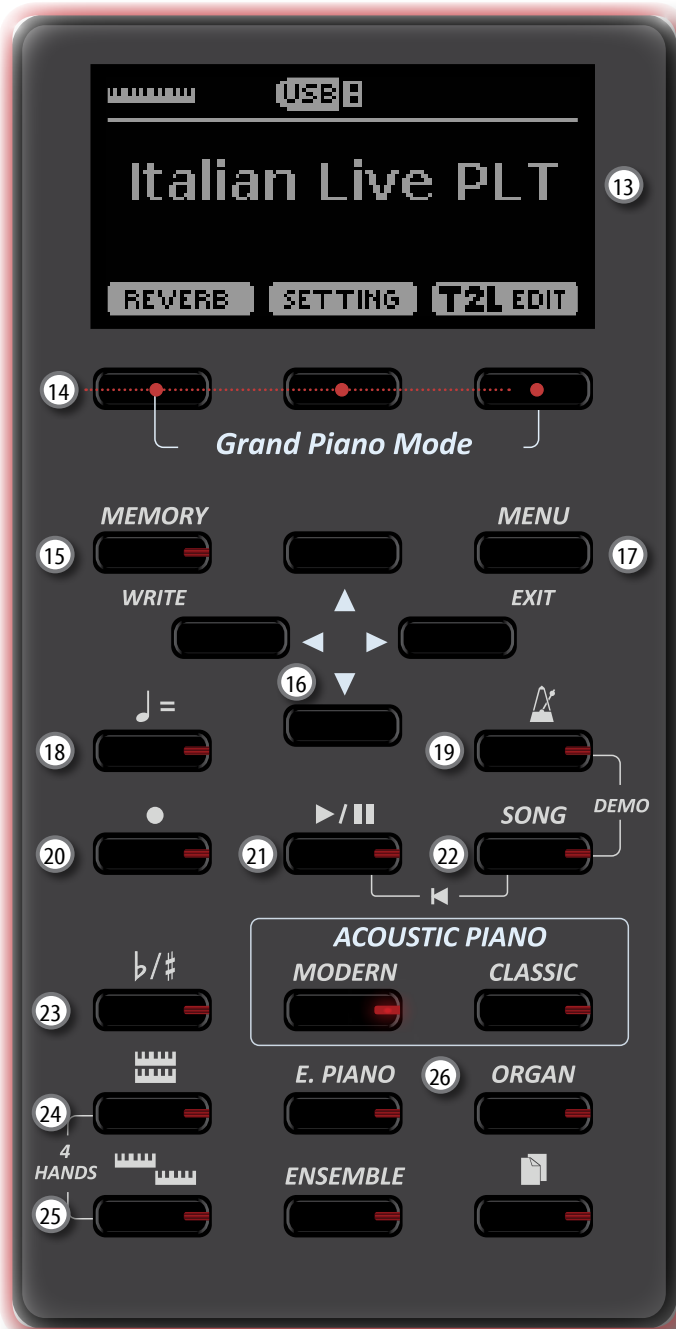 USB
Italian Live PLT
13
REVERB SETTING T2L EDIT
14
Grand Piano Mode
MEMORY MENU
15 17
WRITE EXIT
16
♩ =
18 19
DEMO
SONG
20 21 22
ACOUSTIC PIANO
♭/♯ MODERN CLASSIC
23
E. PIANO 26 ORGAN
24
4
HANDS
ENSEMBLE
25